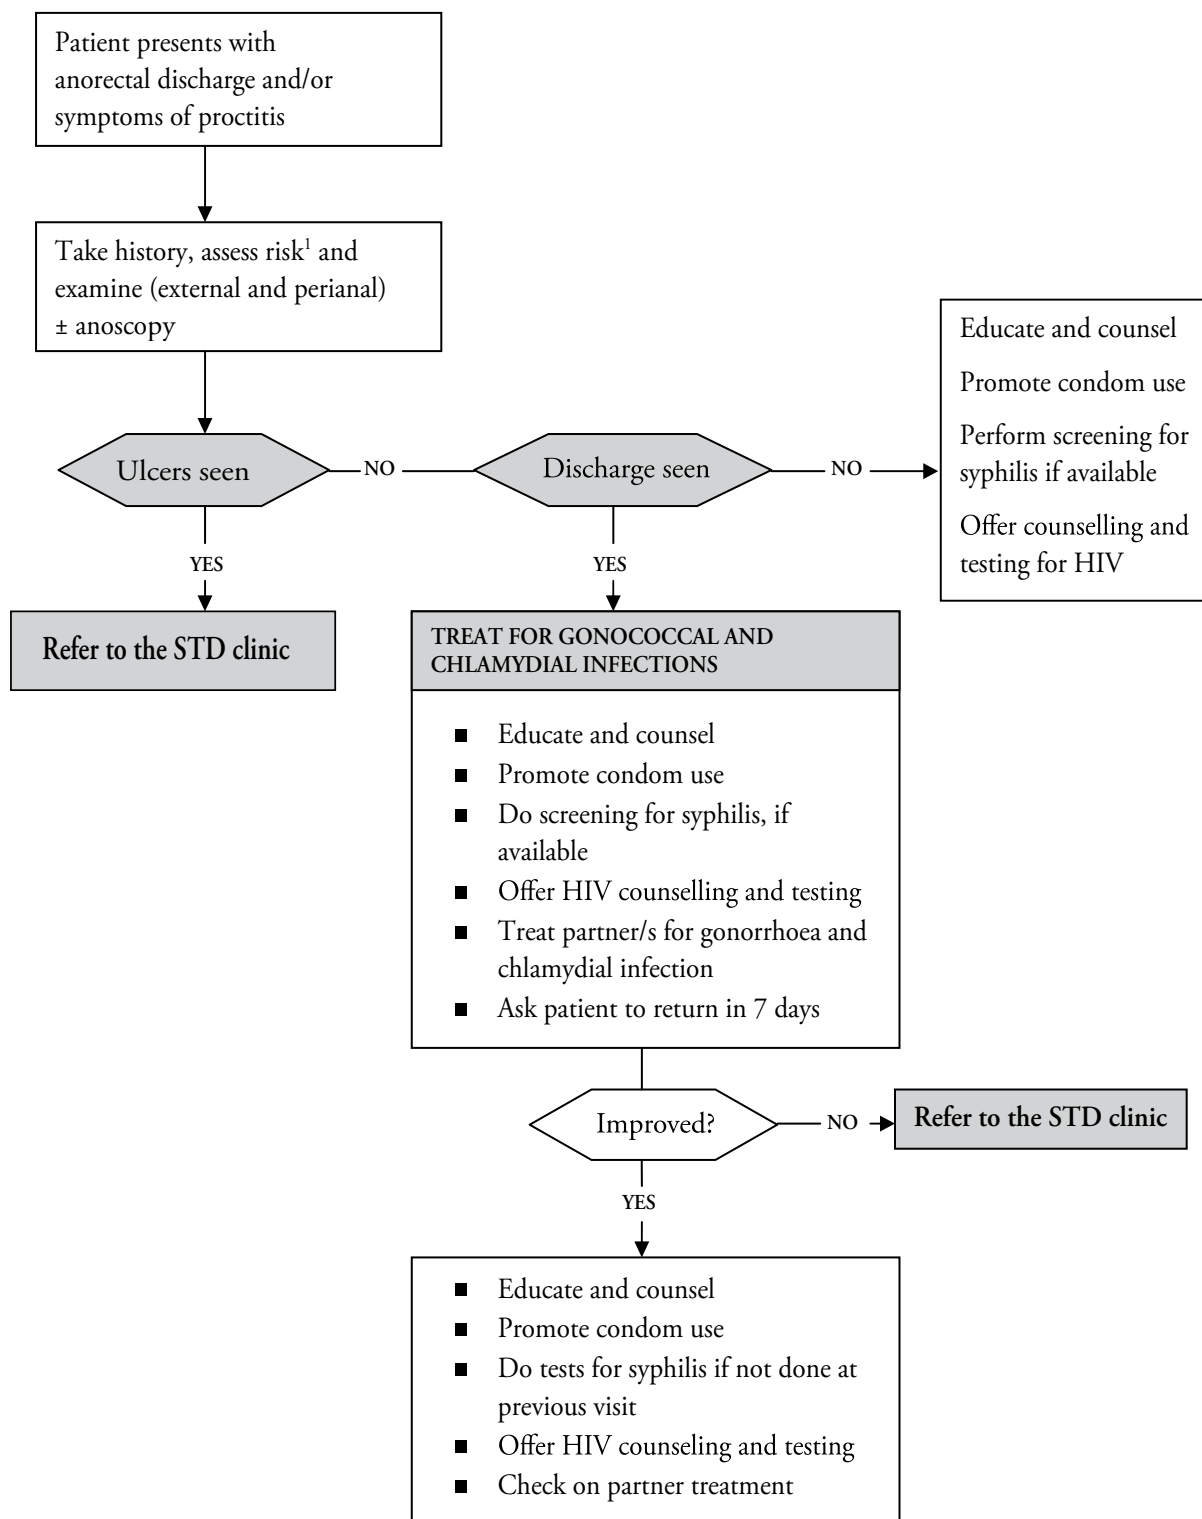 Patient presents with
anorectal discharge and/or
symptoms of proctitis
Take history, assess risk¹ and
examine (external and perianal)
± anoscopy
Ulcers seen
NO
Discharge seen
NO
Educate and counsel
Promote condom use
Perform screening for
syphilis if available
Offer counselling and
testing for HIV
YES
YES
Refer to the STD clinic
TREAT FOR GONOCOCCAL AND
CHLAMYDIAL INFECTIONS
■ Educate and counsel
■ Promote condom use
■ Do screening for syphilis, if
available
■ Offer HIV counselling and testing
■ Treat partner/s for gonorrhoea and
chlamydial infection
■ Ask patient to return in 7 days
Improved?
NO
Refer to the STD clinic
YES
■ Educate and counsel
■ Promote condom use
■ Do tests for syphilis if not done at
previous visit
■ Offer HIV counseling and testing
■ Check on partner treatment